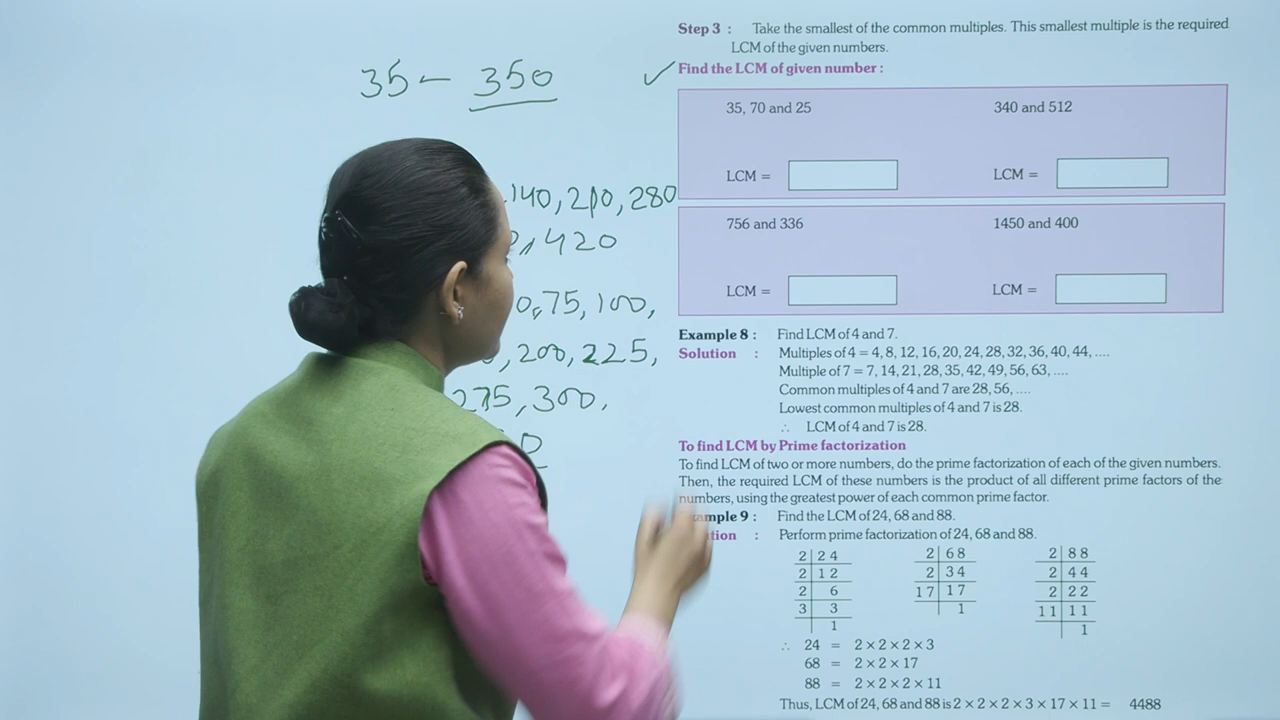 35 – 350
140, 210, 280
, 420
0, 75, 100,
, 200, 225,
275, 300,
Step 3 : Take the smallest of the common multiples. This smallest multiple is the required
LCM of the given numbers.
✓ Find the LCM of given number :
35, 70 and 25 340 and 512
LCM = LCM =
756 and 336 1450 and 400
LCM = LCM =
Example 8 : Find LCM of 4 and 7.
Solution : Multiples of 4 = 4, 8, 12, 16, 20, 24, 28, 32, 36, 40, 44, ....
Multiple of 7 = 7, 14, 21, 28, 35, 42, 49, 56, 63, ....
Common multiples of 4 and 7 are 28, 56, ....
Lowest common multiples of 4 and 7 is 28.
∴ LCM of 4 and 7 is 28.
To find LCM by Prime factorization
To find LCM of two or more numbers, do the prime factorization of each of the given numbers.
Then, the required LCM of these numbers is the product of all different prime factors of the
numbers, using the greatest power of each common prime factor.
ample 9 : Find the LCM of 24, 68 and 88.
tion : Perform prime factorization of 24, 68 and 88.
2 | 24 2 | 68 2 | 88
2 | 12 2 | 34 2 | 44
2 | 6 17 | 17 2 | 22
3 | 3 | 1 11 | 11
| 1 | 1
∴ 24 = 2 × 2 × 2 × 3
68 = 2 × 2 × 17
88 = 2 × 2 × 2 × 11
Thus, LCM of 24, 68 and 88 is 2 × 2 × 2 × 3 × 17 × 11 = 4488